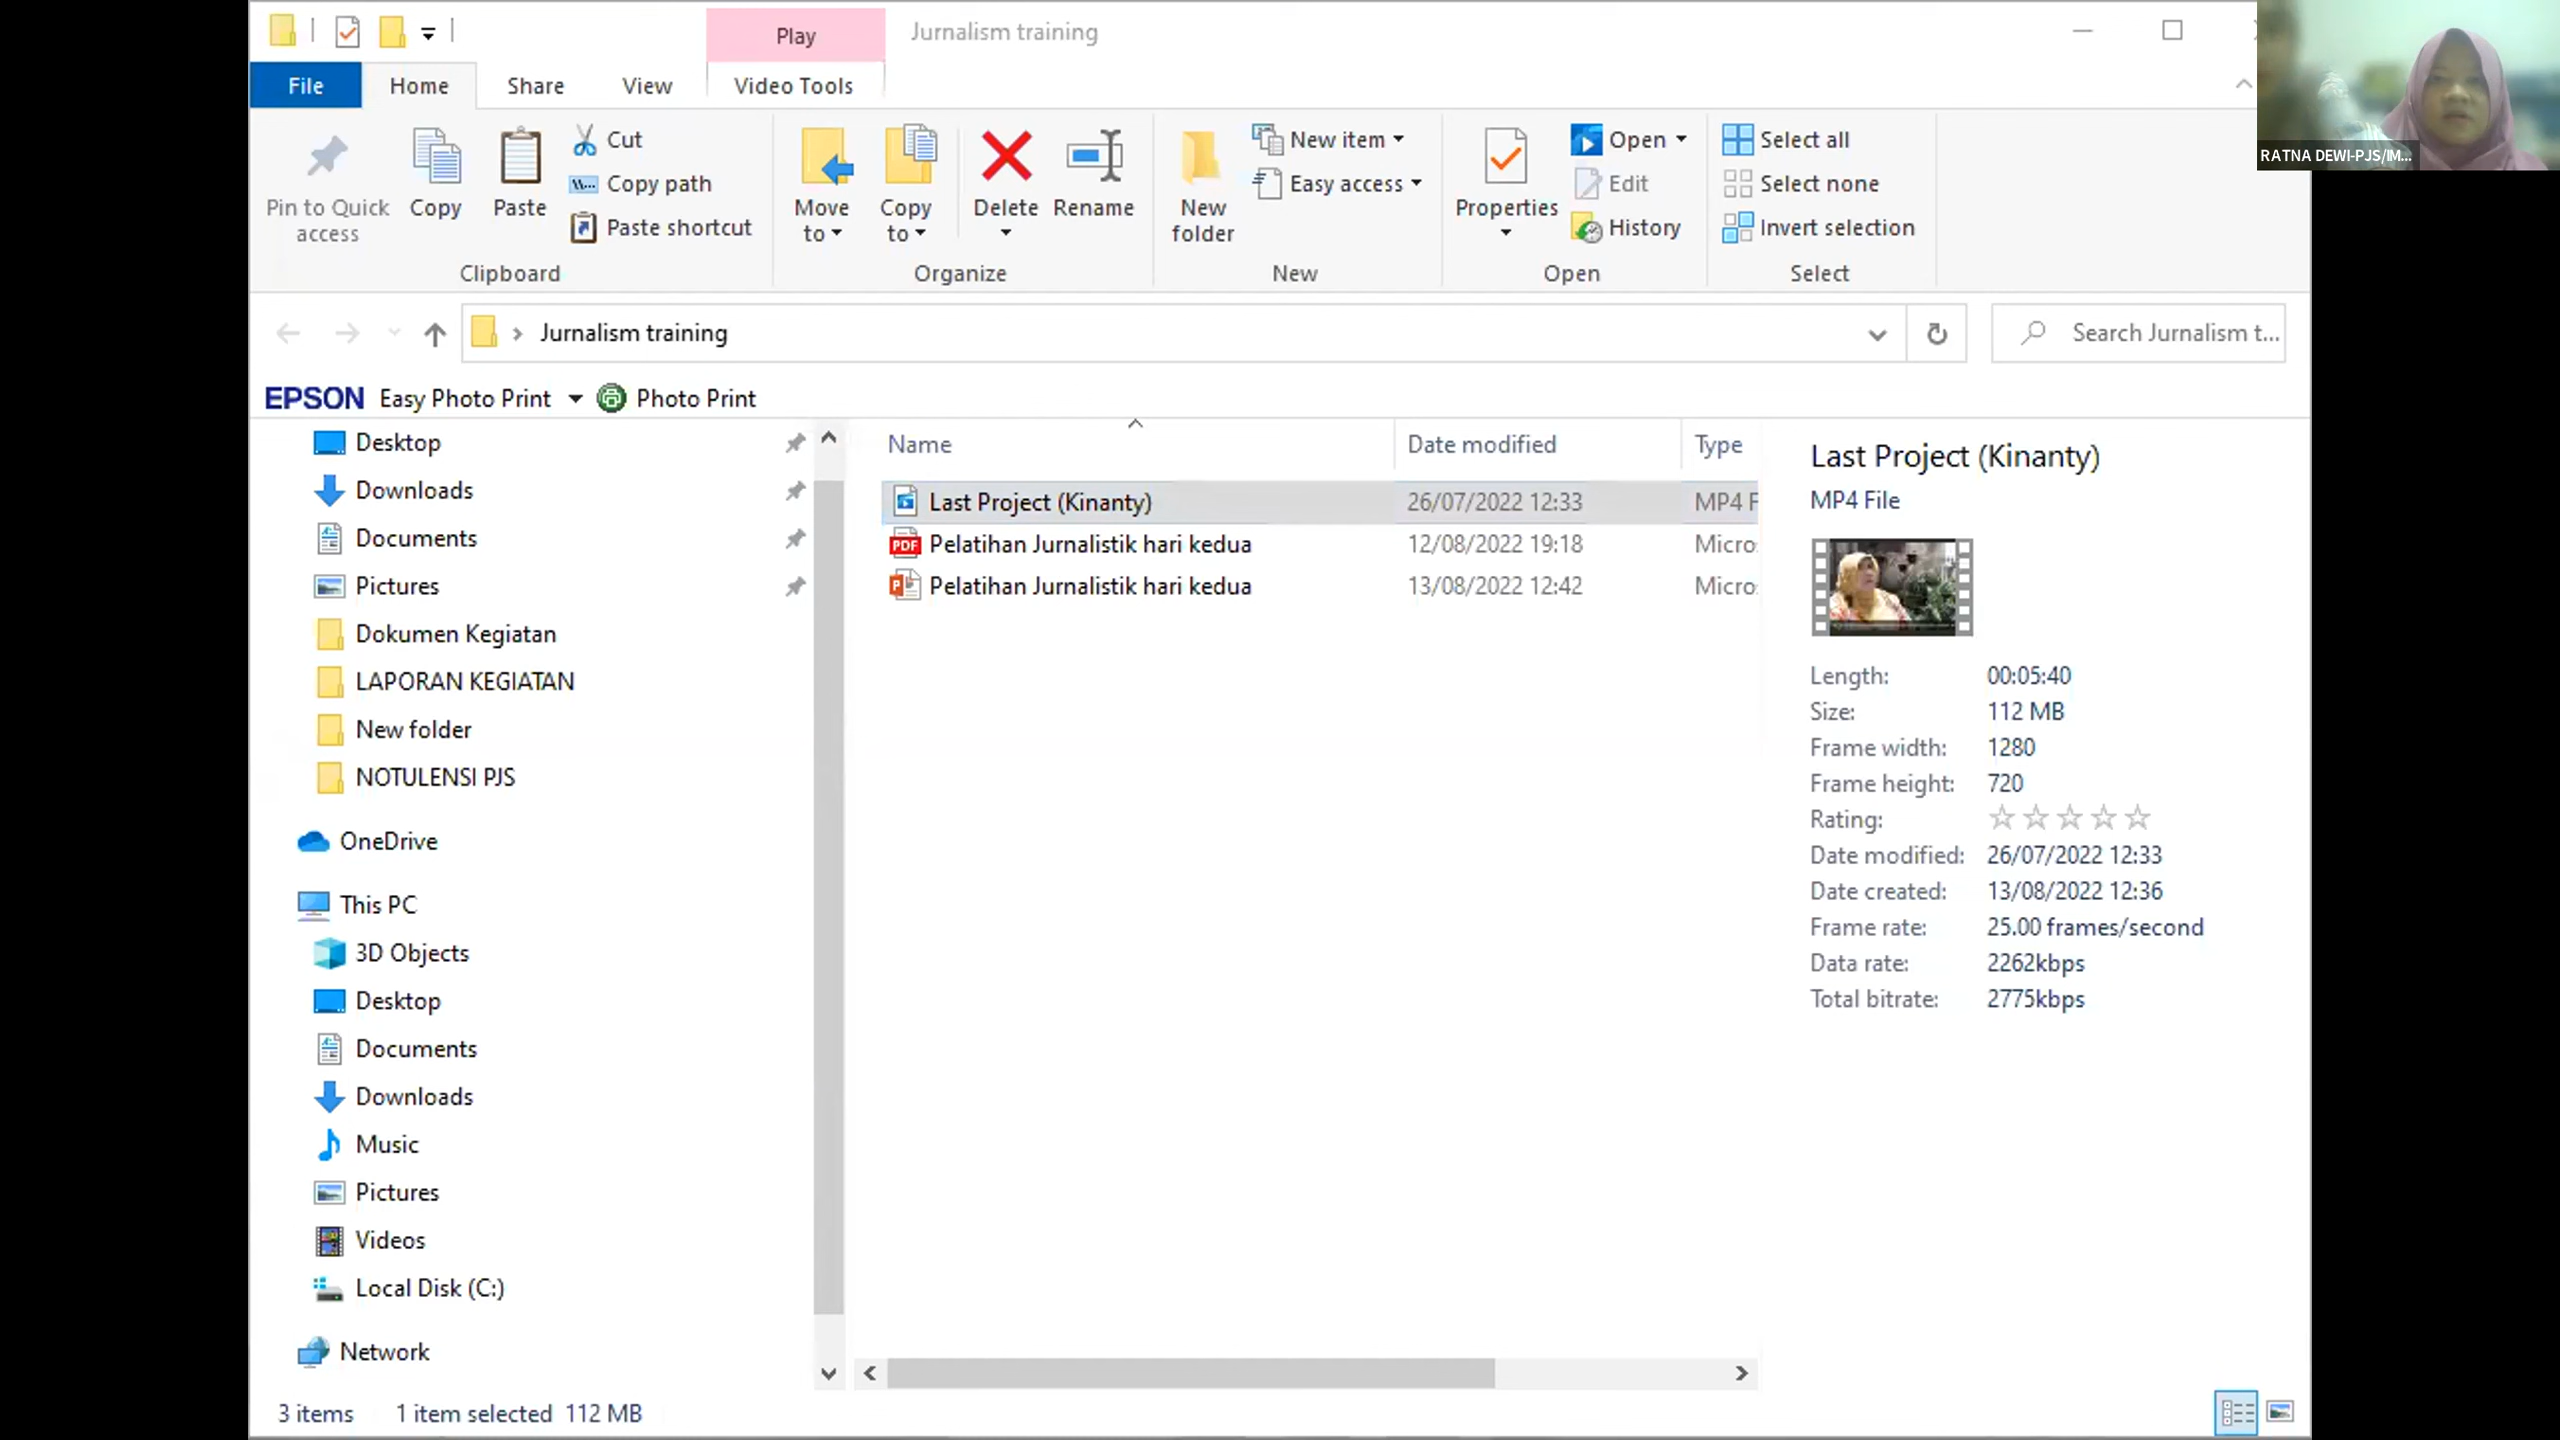 Play
Jurnalism training
File
Home
Share
View
Video Tools
Pin to Quick access
Copy
Paste
Cut
Copy path
Paste shortcut
Clipboard
Move to
Copy to
Delete
Rename
Organize
New folder
New item
Easy access
New
Properties
Open
Edit
History
Open
Select all
Select none
Invert selection
Select
RATNA DEWI-PJS/IM...
Jurnalism training
Search Jurnalism t...
EPSON Easy Photo Print
Photo Print
Desktop
Downloads
Documents
Pictures
Dokumen Kegiatan
LAPORAN KEGIATAN
New folder
NOTULENSI PJS
OneDrive
This PC
3D Objects
Desktop
Documents
Downloads
Music
Pictures
Videos
Local Disk (C:)
Network
Name Date modified Type
Last Project (Kinanty) 26/07/2022 12:33 MP4 F
Pelatihan Jurnalistik hari kedua 12/08/2022 19:18 Micro
Pelatihan Jurnalistik hari kedua 13/08/2022 12:42 Micro
Last Project (Kinanty)
MP4 File
Length: 00:05:40
Size: 112 MB
Frame width: 1280
Frame height: 720
Rating:
Date modified: 26/07/2022 12:33
Date created: 13/08/2022 12:36
Frame rate: 25.00 frames/second
Data rate: 2262kbps
Total bitrate: 2775kbps
3 items 1 item selected 112 MB